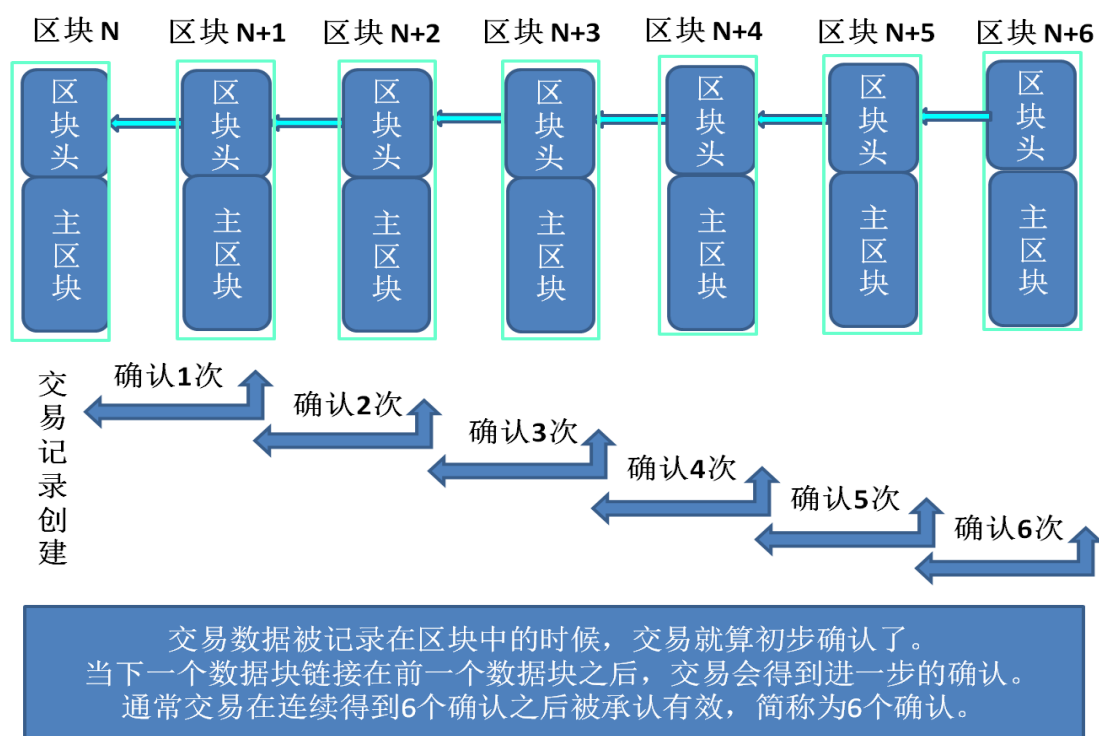 区块 N
区块 N+1
区块 N+2
区块 N+3
区块 N+4
区块 N+5
区块 N+6
区块头
区块头
区块头
区块头
区块头
区块头
区块头
主区块
主区块
主区块
主区块
主区块
主区块
主区块
交易记录创建
确认1次
确认2次
确认3次
确认4次
确认5次
确认6次
交易数据被记录在区块中的时候，交易就算初步确认了。
当下一个数据块链接在前一个数据块之后，交易会得到进一步的确认。
通常交易在连续得到6个确认之后被承认有效，简称为6个确认。